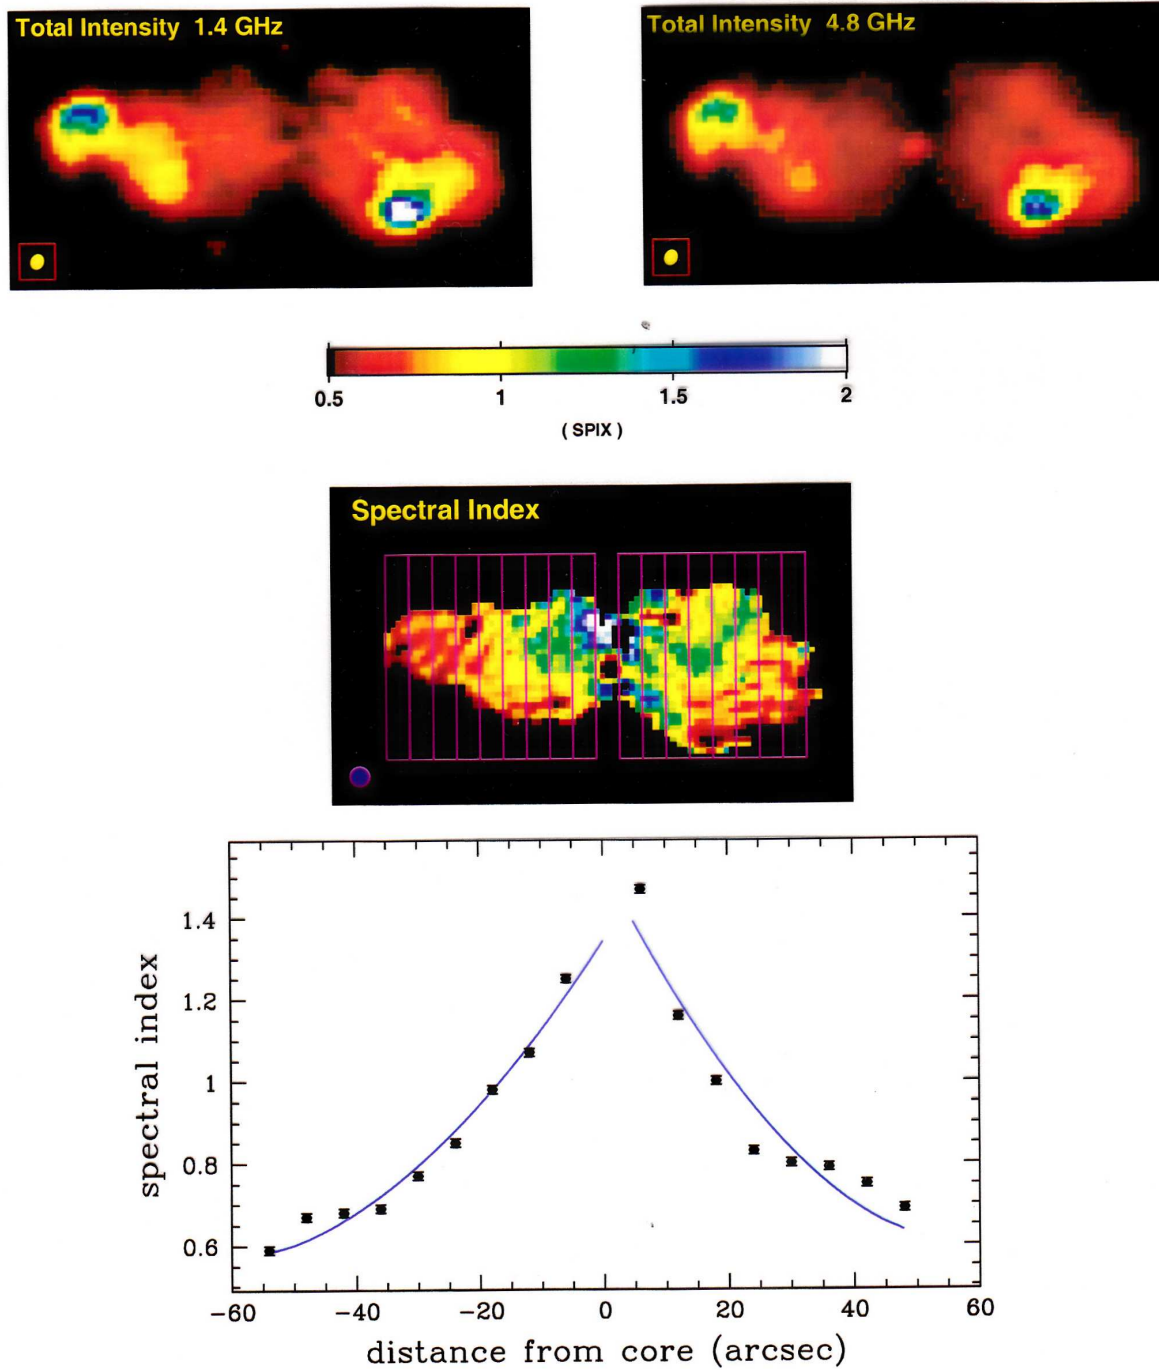 Total Intensity 1.4 GHz
Total Intensity 4.8 GHz
0.5 1 1.5 2
( SPIX )
Spectral Index
spectral index
1.4
1.2
1
0.8
0.6
−60 −40 −20 0 20 40 60
distance from core (arcsec)